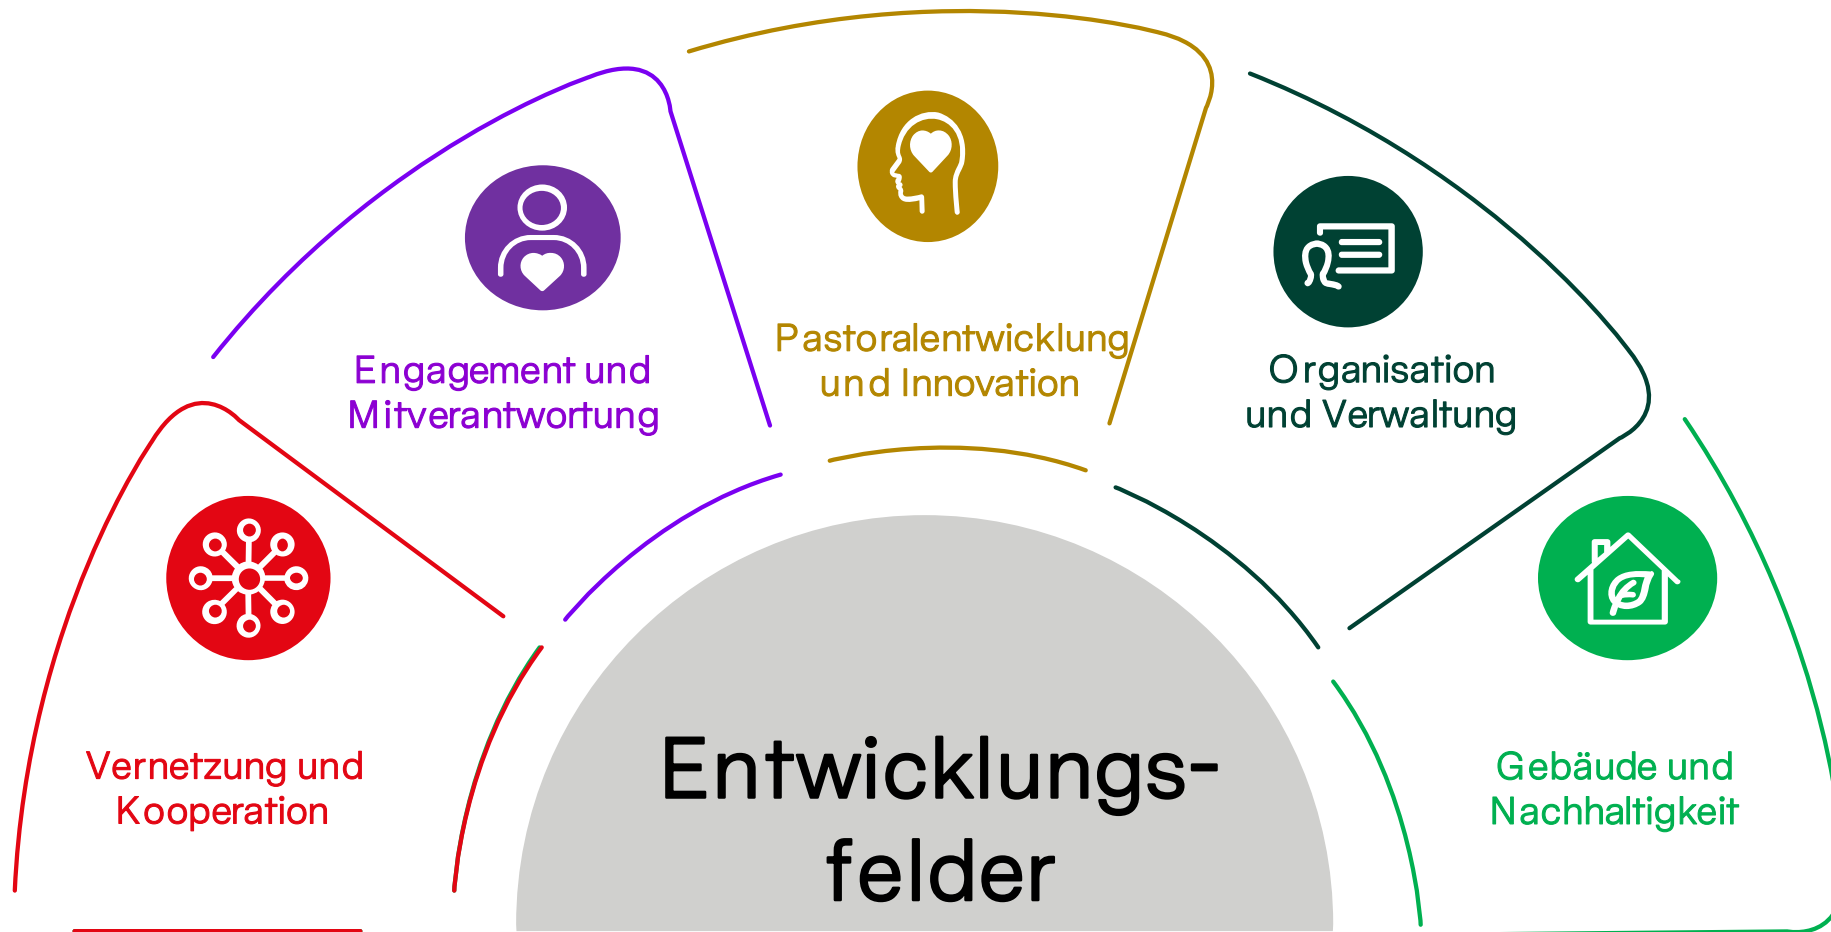 Pastoralentwicklung
und Innovation
Engagement und
Mitverantwortung
Organisation
und Verwaltung
Vernetzung und
Kooperation
Entwicklungs-
felder
Gebäude und
Nachhaltigkeit